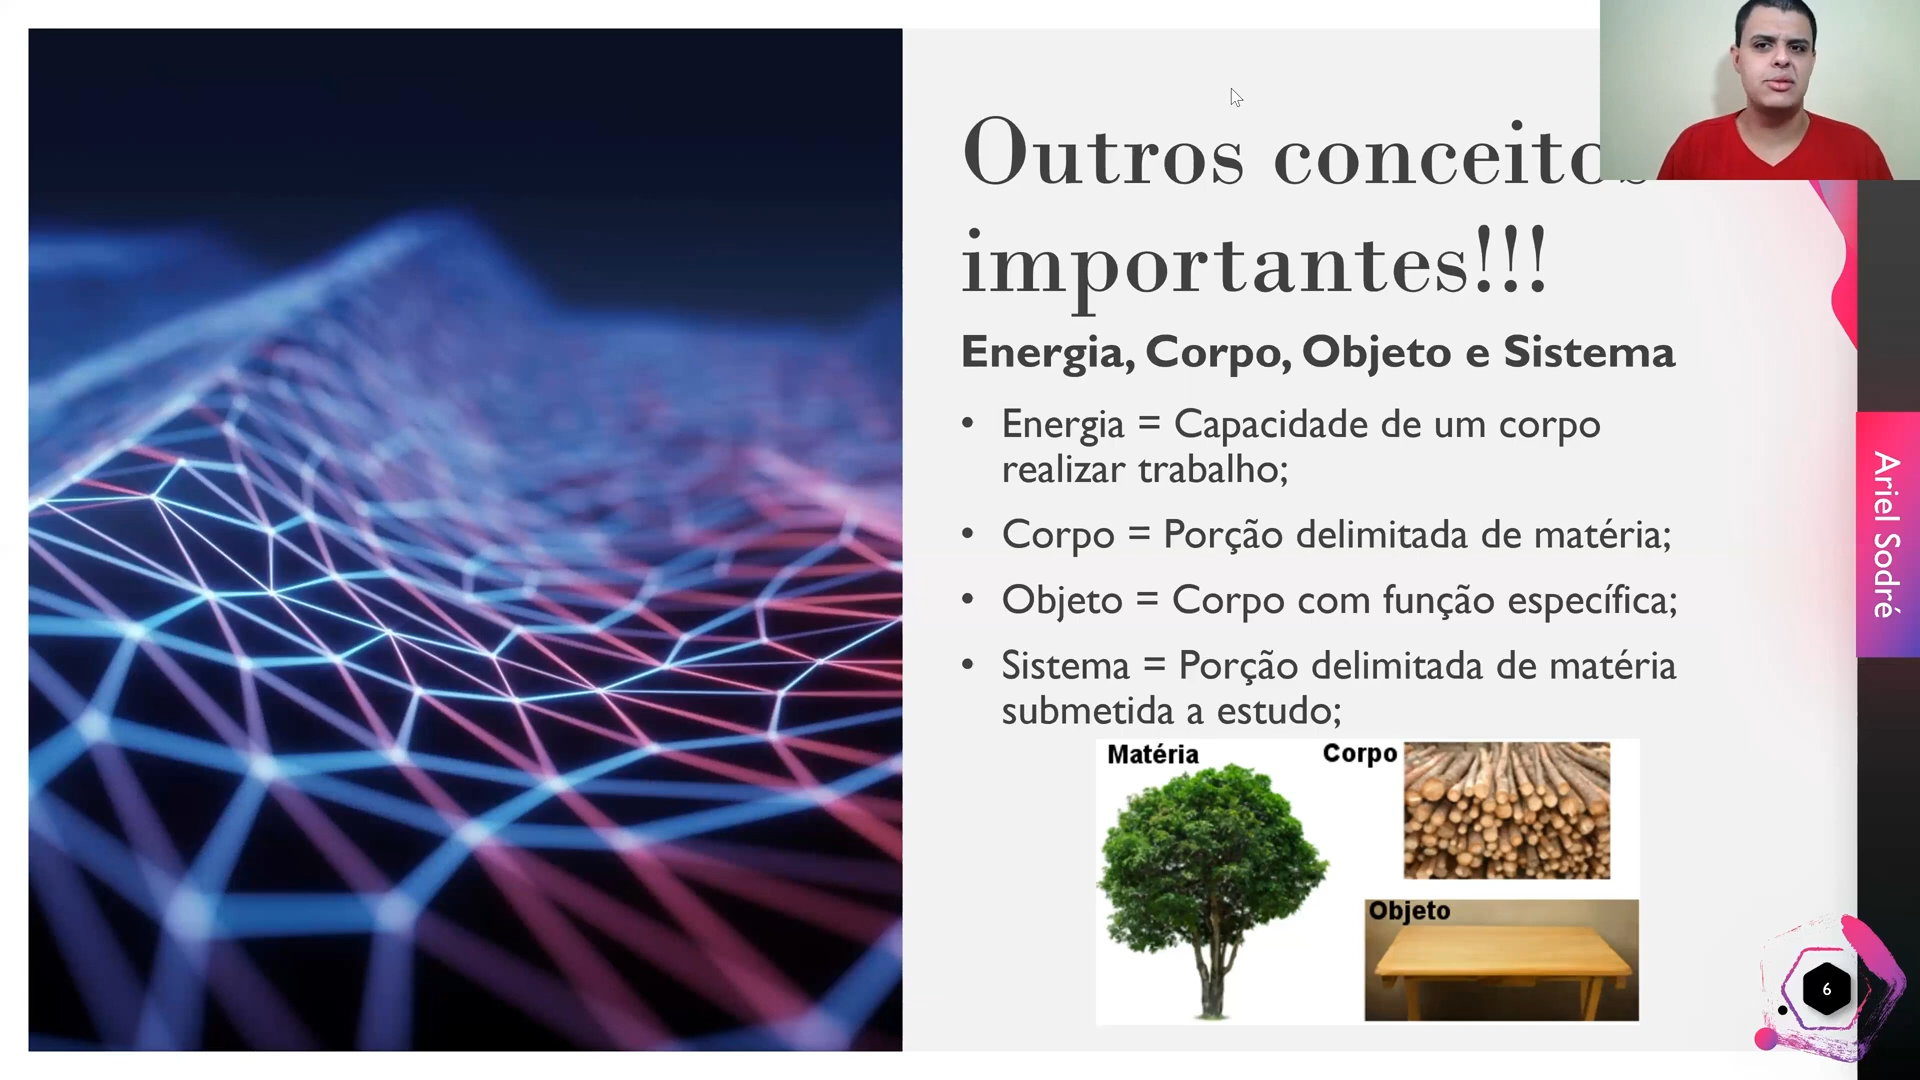 Outros conceitos
importantes!!!
Energia, Corpo, Objeto e Sistema
• Energia = Capacidade de um corpo
realizar trabalho;
• Corpo = Porção delimitada de matéria;
• Objeto = Corpo com função específica;
• Sistema = Porção delimitada de matéria
submetida a estudo;
Matéria
Corpo
Objeto
Ariel Sodré
6